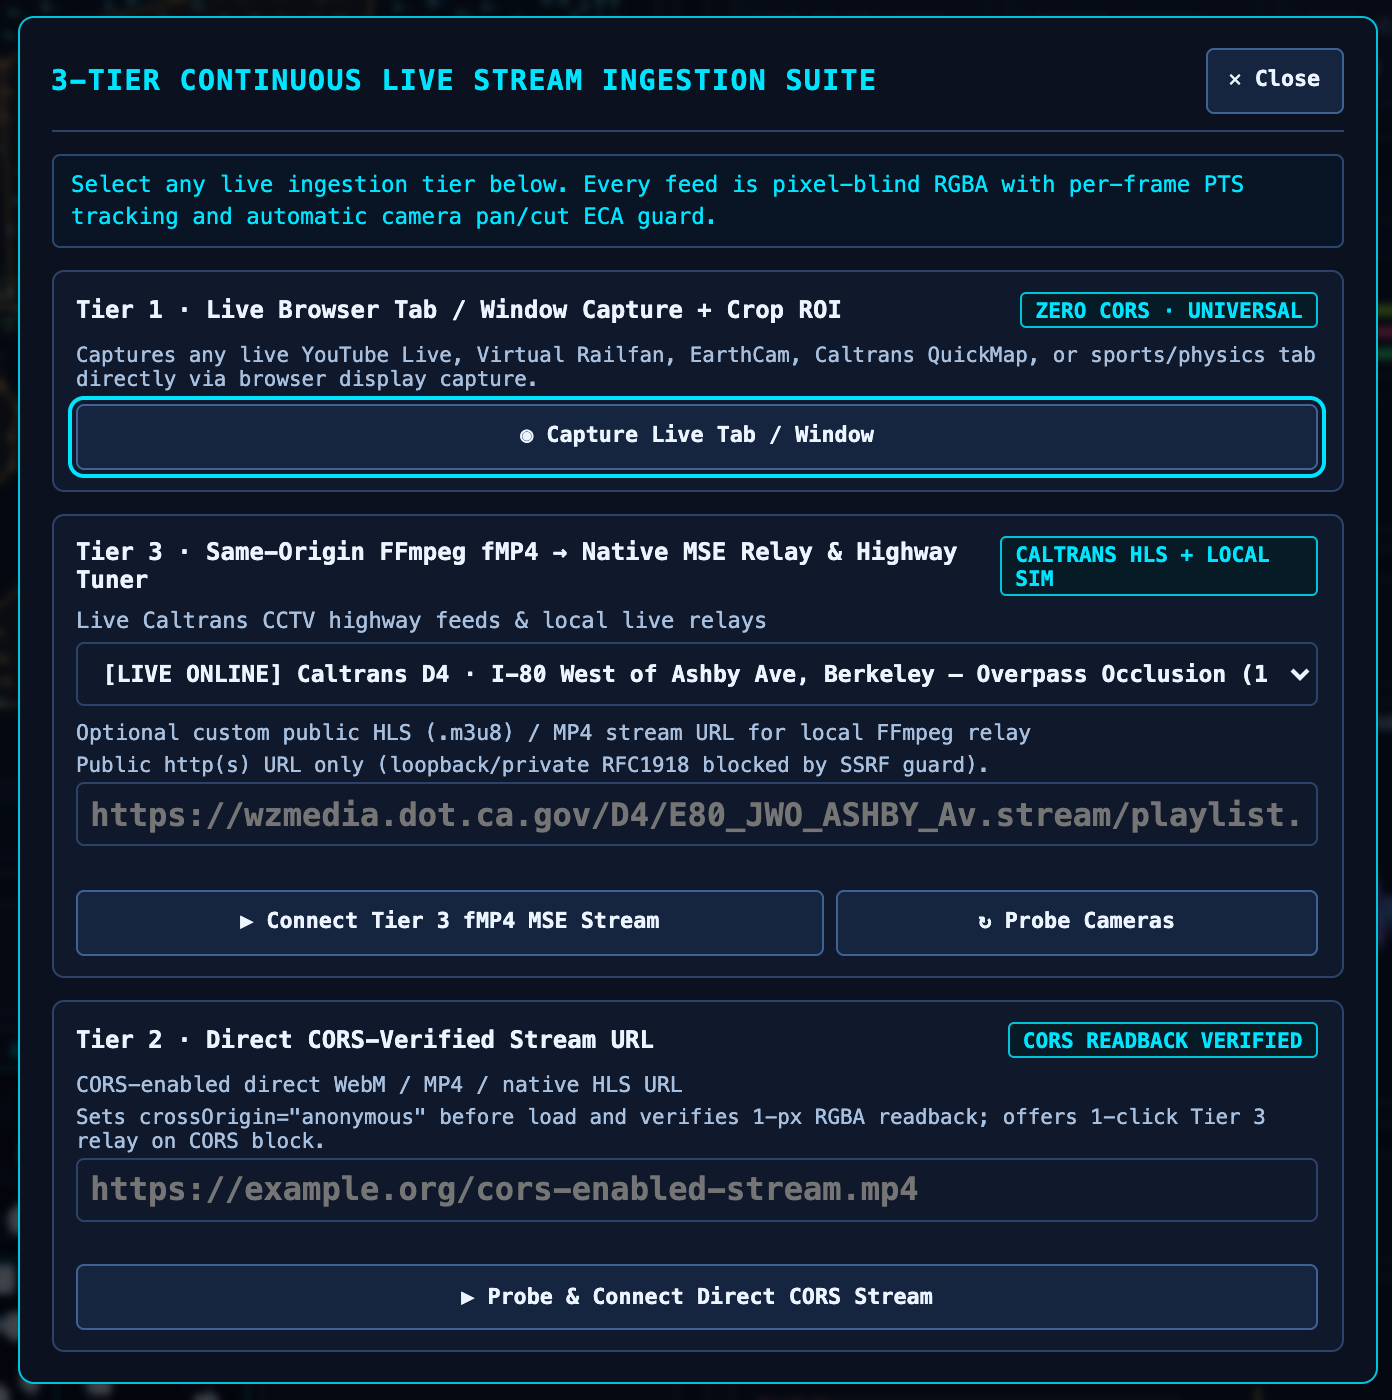 3-TIER CONTINUOUS LIVE STREAM INGESTION SUITE
× Close
Select any live ingestion tier below. Every feed is pixel-blind RGBA with per-frame PTS
tracking and automatic camera pan/cut ECA guard.
Tier 1 · Live Browser Tab / Window Capture + Crop ROI
ZERO CORS · UNIVERSAL
Captures any live YouTube Live, Virtual Railfan, EarthCam, Caltrans QuickMap, or sports/physics tab
directly via browser display capture.
◉ Capture Live Tab / Window
Tier 3 · Same-Origin FFmpeg fMP4 → Native MSE Relay & Highway
Tuner
CALTRANS HLS + LOCAL
SIM
Live Caltrans CCTV highway feeds & local live relays
[LIVE ONLINE] Caltrans D4 · I-80 West of Ashby Ave, Berkeley — Overpass Occlusion (1
Optional custom public HLS (.m3u8) / MP4 stream URL for local FFmpeg relay
Public http(s) URL only (loopback/private RFC1918 blocked by SSRF guard).
https://wzmedia.dot.ca.gov/D4/E80_JWO_ASHBY_Av.stream/playlist.
▶ Connect Tier 3 fMP4 MSE Stream
↻ Probe Cameras
Tier 2 · Direct CORS-Verified Stream URL
CORS READBACK VERIFIED
CORS-enabled direct WebM / MP4 / native HLS URL
Sets crossOrigin="anonymous" before load and verifies 1-px RGBA readback; offers 1-click Tier 3
relay on CORS block.
https://example.org/cors-enabled-stream.mp4
▶ Probe & Connect Direct CORS Stream